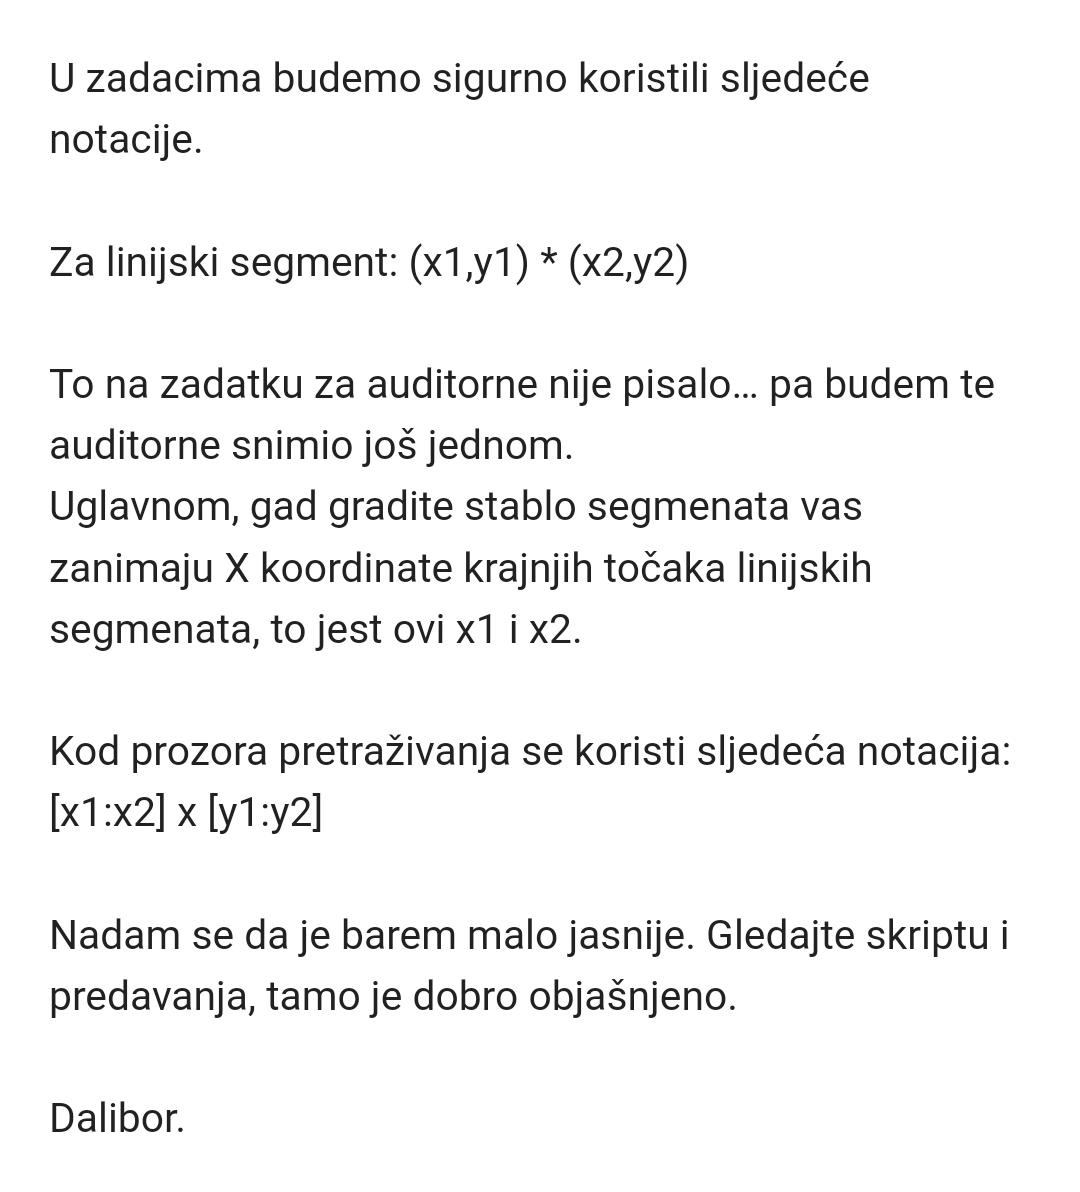 U zadacima budemo sigurno koristili sljedeće
notacije.
Za linijski segment: (x1,y1) * (x2,y2)
To na zadatku za auditorne nije pisalo... pa budem te
auditorne snimio još jednom.
Uglavnom, gad gradite stablo segmenata vas
zanimaju X koordinate krajnjih točaka linijskih
segmenata, to jest ovi x1 i x2.
Kod prozora pretraživanja se koristi sljedeća notacija:
[x1:x2] x [y1:y2]
Nadam se da je barem malo jasnije. Gledajte skriptu i
predavanja, tamo je dobro objašnjeno.
Dalibor.